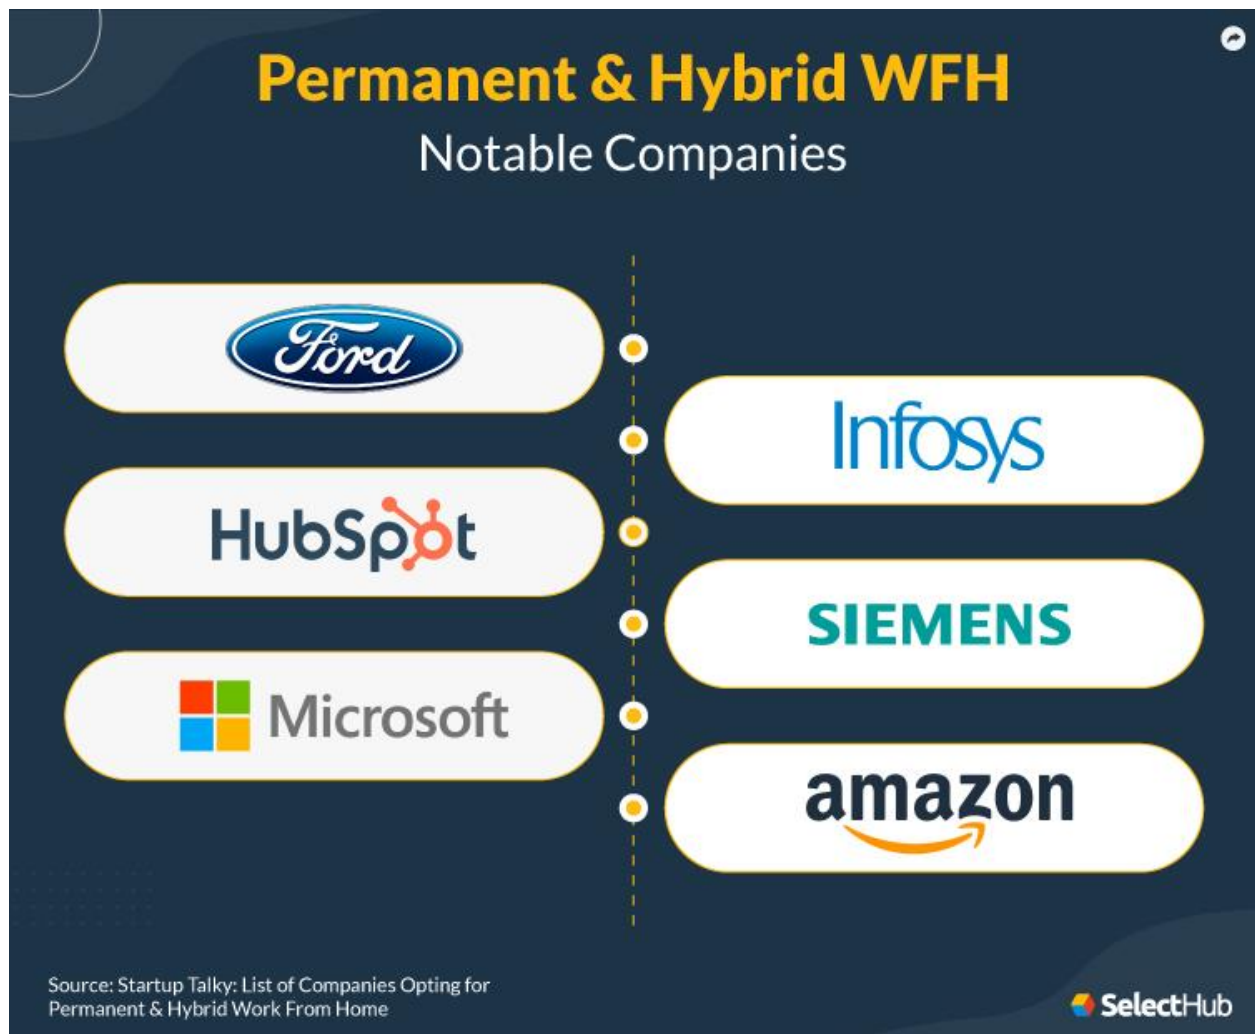 Permanent & Hybrid WFH
Notable Companies
Ford
Infosys
HubSpot
SIEMENS
Microsoft
amazon
Source: Startup Talky: List of Companies Opting for
Permanent & Hybrid Work From Home
SelectHub